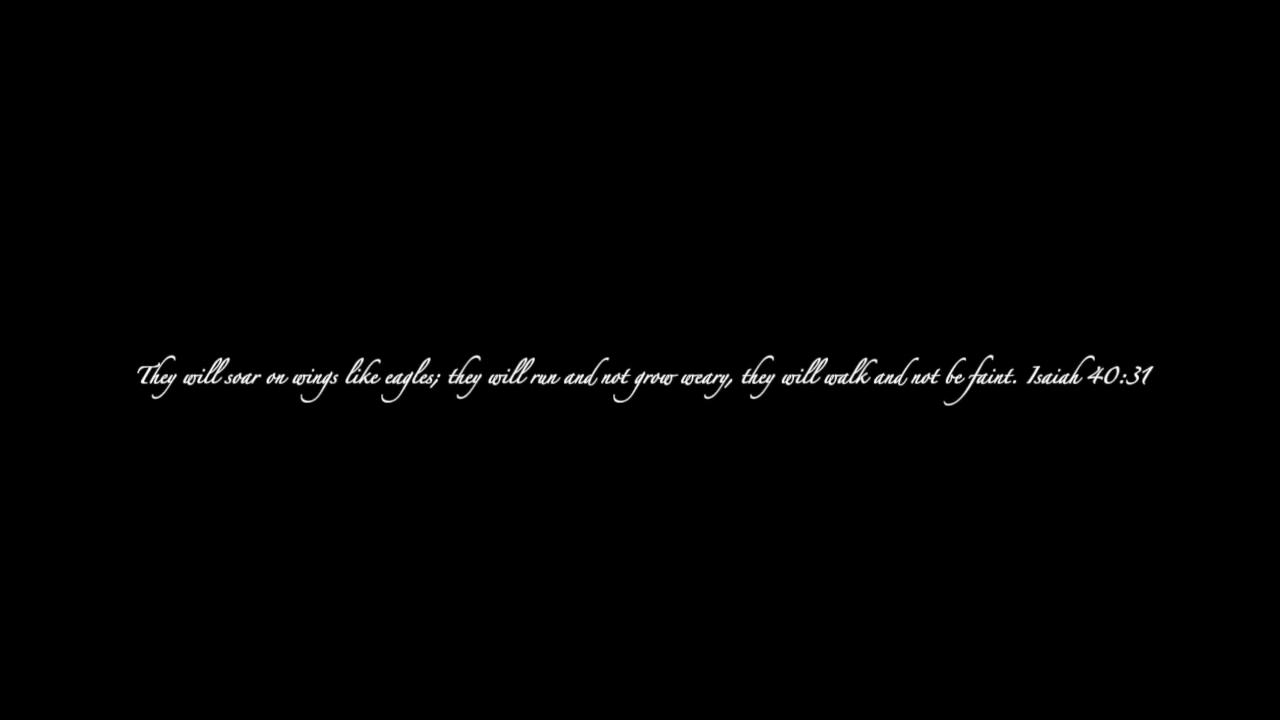 They will soar on wings like eagles; they will run and not grow weary, they will walk and not be faint. Isaiah 40:31